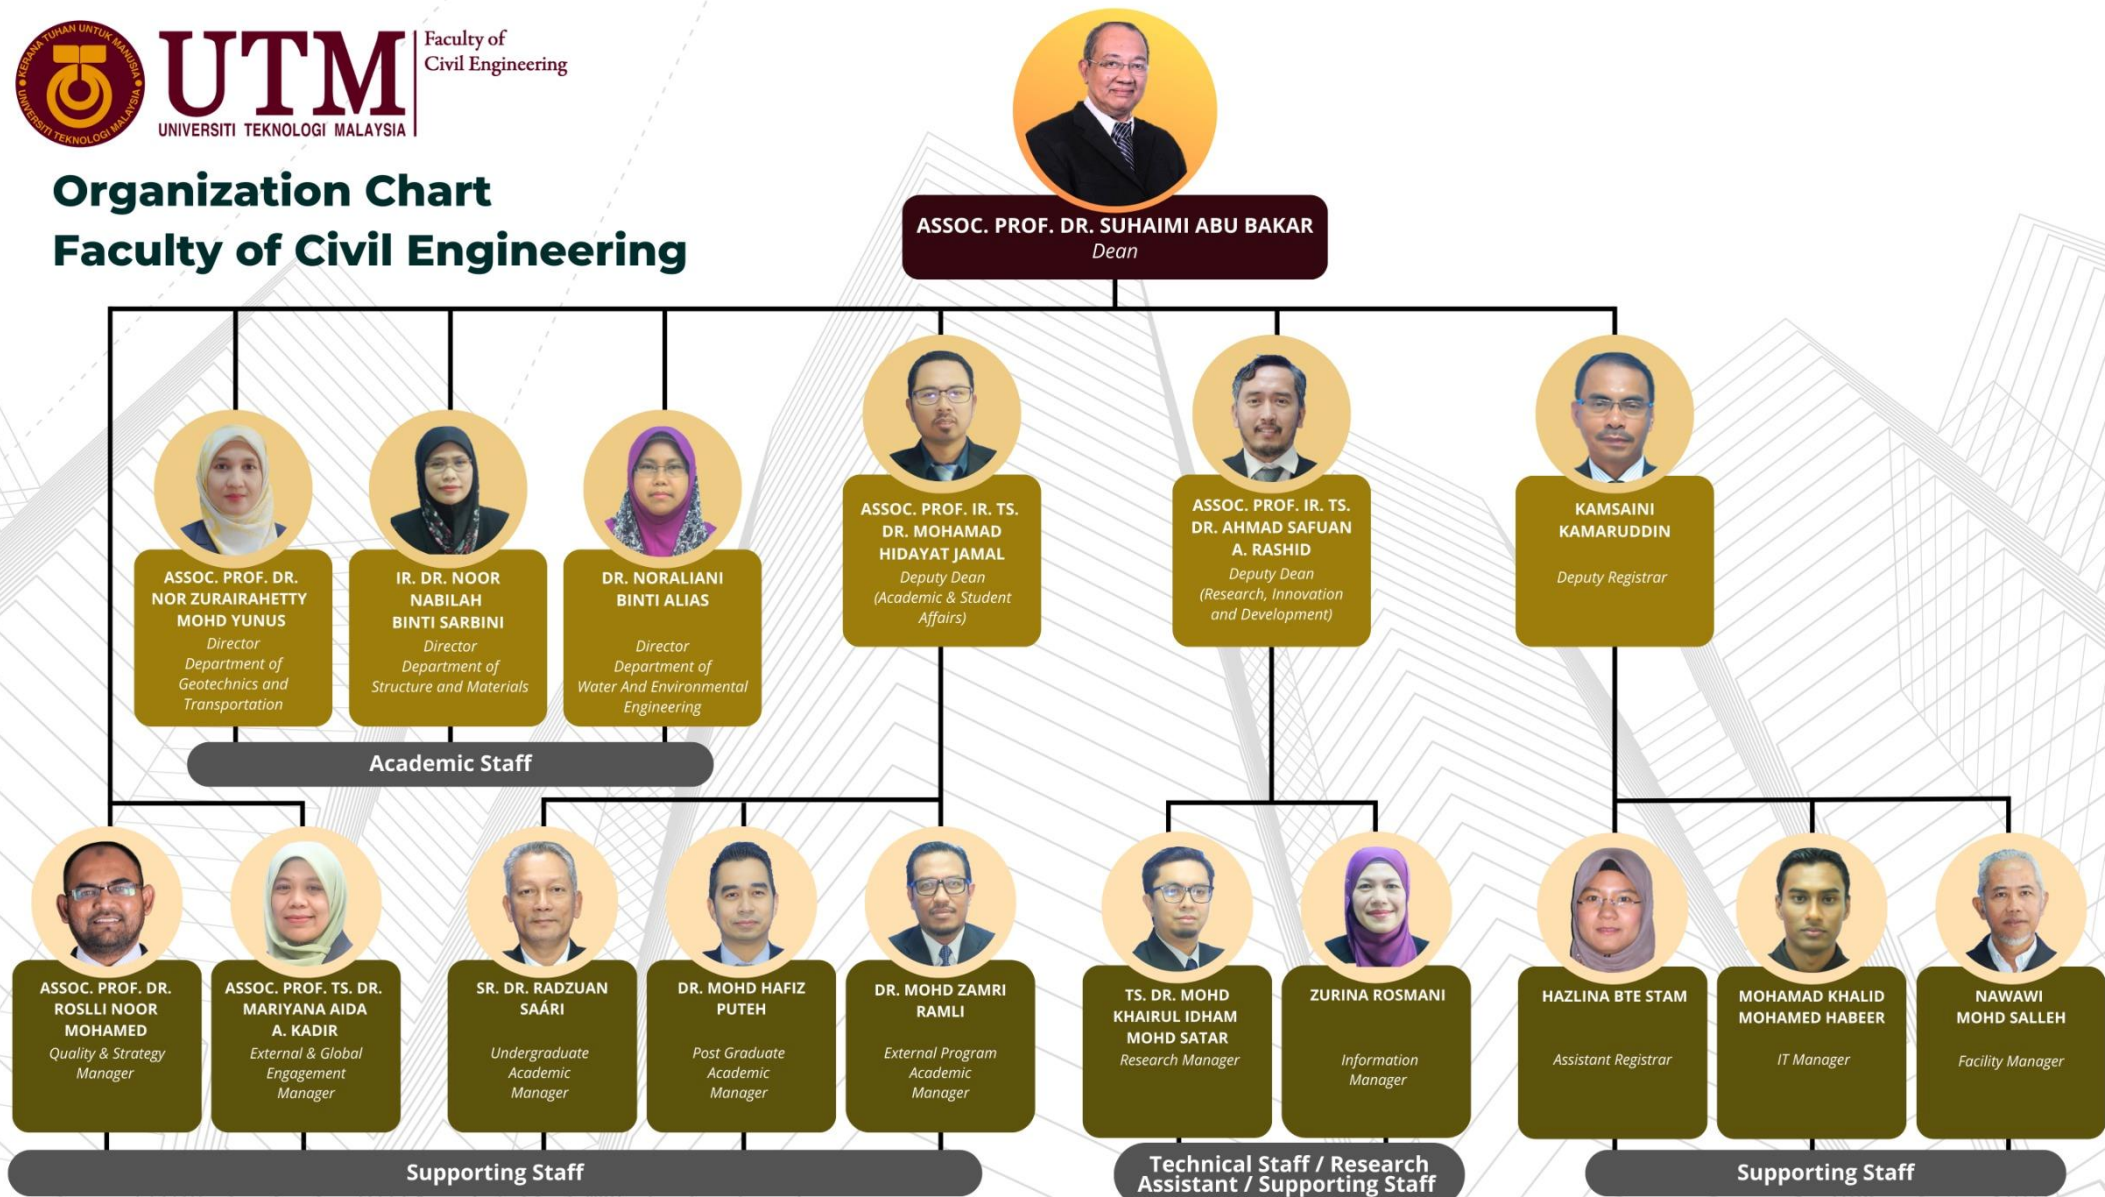 KERANA TUHAN UNTUK MANUSIA
UNIVERSITI TEKNOLOGI MALAYSIA
UTM
UNIVERSITI TEKNOLOGI MALAYSIA
Faculty of
Civil Engineering
Organization Chart
Faculty of Civil Engineering
ASSOC. PROF. DR. SUHAIMI ABU BAKAR
Dean
ASSOC. PROF. DR.
NOR ZURAIRAHETTY
MOHD YUNUS
Director
Department of
Geotechnics and
Transportation
IR. DR. NOOR
NABILAH
BINTI SARBINI
Director
Department of
Structure and Materials
DR. NORALIANI
BINTI ALIAS
Director
Department of
Water And Environmental
Engineering
ASSOC. PROF. IR. TS.
DR. MOHAMAD
HIDAYAT JAMAL
Deputy Dean
(Academic & Student
Affairs)
ASSOC. PROF. IR. TS.
DR. AHMAD SAFUAN
A. RASHID
Deputy Dean
(Research, Innovation
and Development)
KAMSAINI
KAMARUDDIN
Deputy Registrar
Academic Staff
ASSOC. PROF. DR.
ROSLLI NOOR
MOHAMED
Quality & Strategy
Manager
ASSOC. PROF. TS. DR.
MARIYANA AIDA
A. KADIR
External & Global
Engagement
Manager
SR. DR. RADZUAN
SAÁRI
Undergraduate
Academic
Manager
DR. MOHD HAFIZ
PUTEH
Post Graduate
Academic
Manager
DR. MOHD ZAMRI
RAMLI
External Program
Academic
Manager
TS. DR. MOHD
KHAIRUL IDHAM
MOHD SATAR
Research Manager
ZURINA ROSMANI
Information
Manager
HAZLINA BTE STAM
Assistant Registrar
MOHAMAD KHALID
MOHAMED HABEER
IT Manager
NAWAWI
MOHD SALLEH
Facility Manager
Supporting Staff
Technical Staff / Research
Assistant / Supporting Staff
Supporting Staff